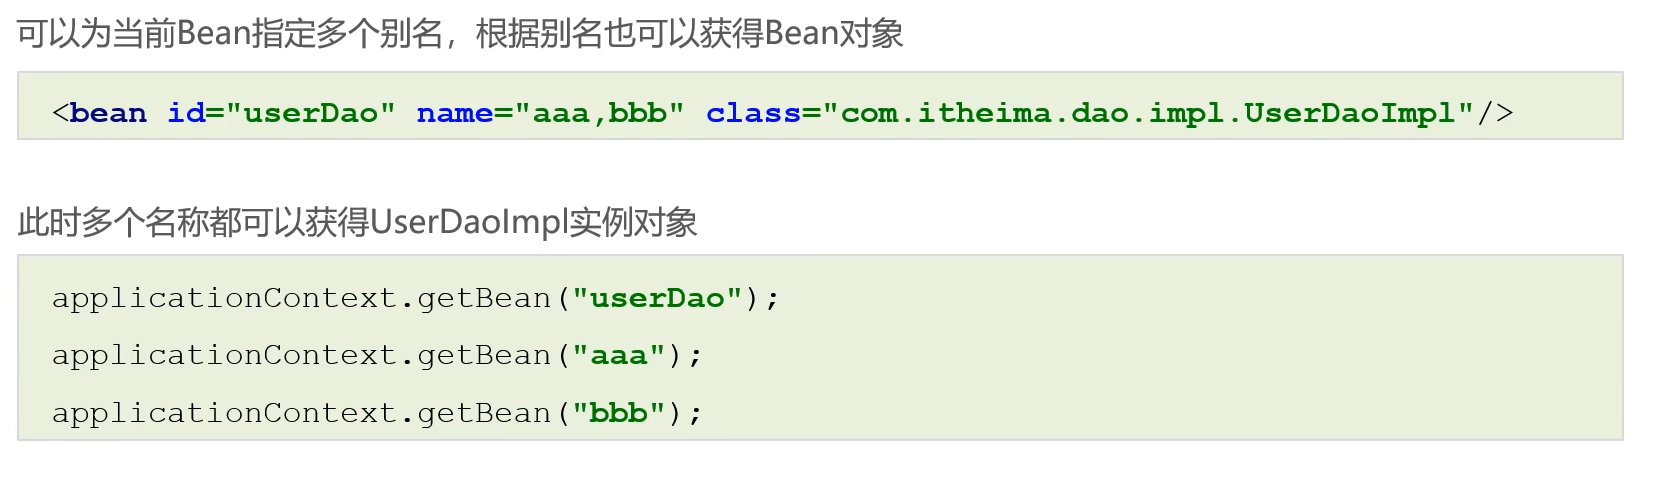 可以为当前Bean指定多个别名，根据别名也可以获得Bean对象
<bean id="userDao" name="aaa,bbb" class="com.itheima.dao.impl.UserDaoImpl"/>
此时多个名称都可以获得UserDaoImpl实例对象
applicationContext.getBean("userDao");
applicationContext.getBean("aaa");
applicationContext.getBean("bbb");